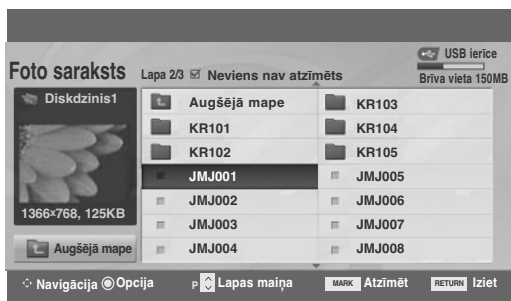 USB ierīce
Foto saraksts Lapa 2/3 Neviens nav atzīmēts Brīva vieta 150MB
Diskdzinis1
Augšējā mape KR103
KR101 KR104
KR102 KR105
JMJ001 JMJ005
JMJ002 JMJ006
JMJ003 JMJ007
JMJ004 JMJ008
1366x768, 125KB
Augšējā mape
Navigācija Opcija P Lapas maiņa MARK Atzīmēt RETURN Iziet